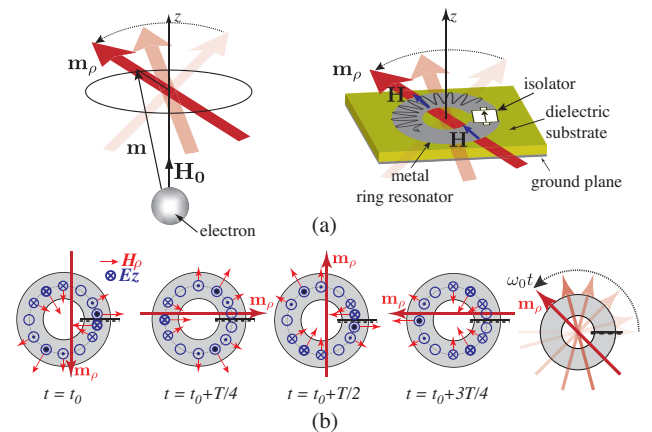 z
m_ρ
m
H_0
electron
z
m_ρ
H
H
isolator
dielectric
substrate
metal
ring resonator
ground plane
(a)
H_ρ
Ez
m_ρ
t = t_0
m_ρ
t = t_0+T/4
m_ρ
t = t_0+T/2
m_ρ
t = t_0+3T/4
ω_0t
m_ρ
(b)